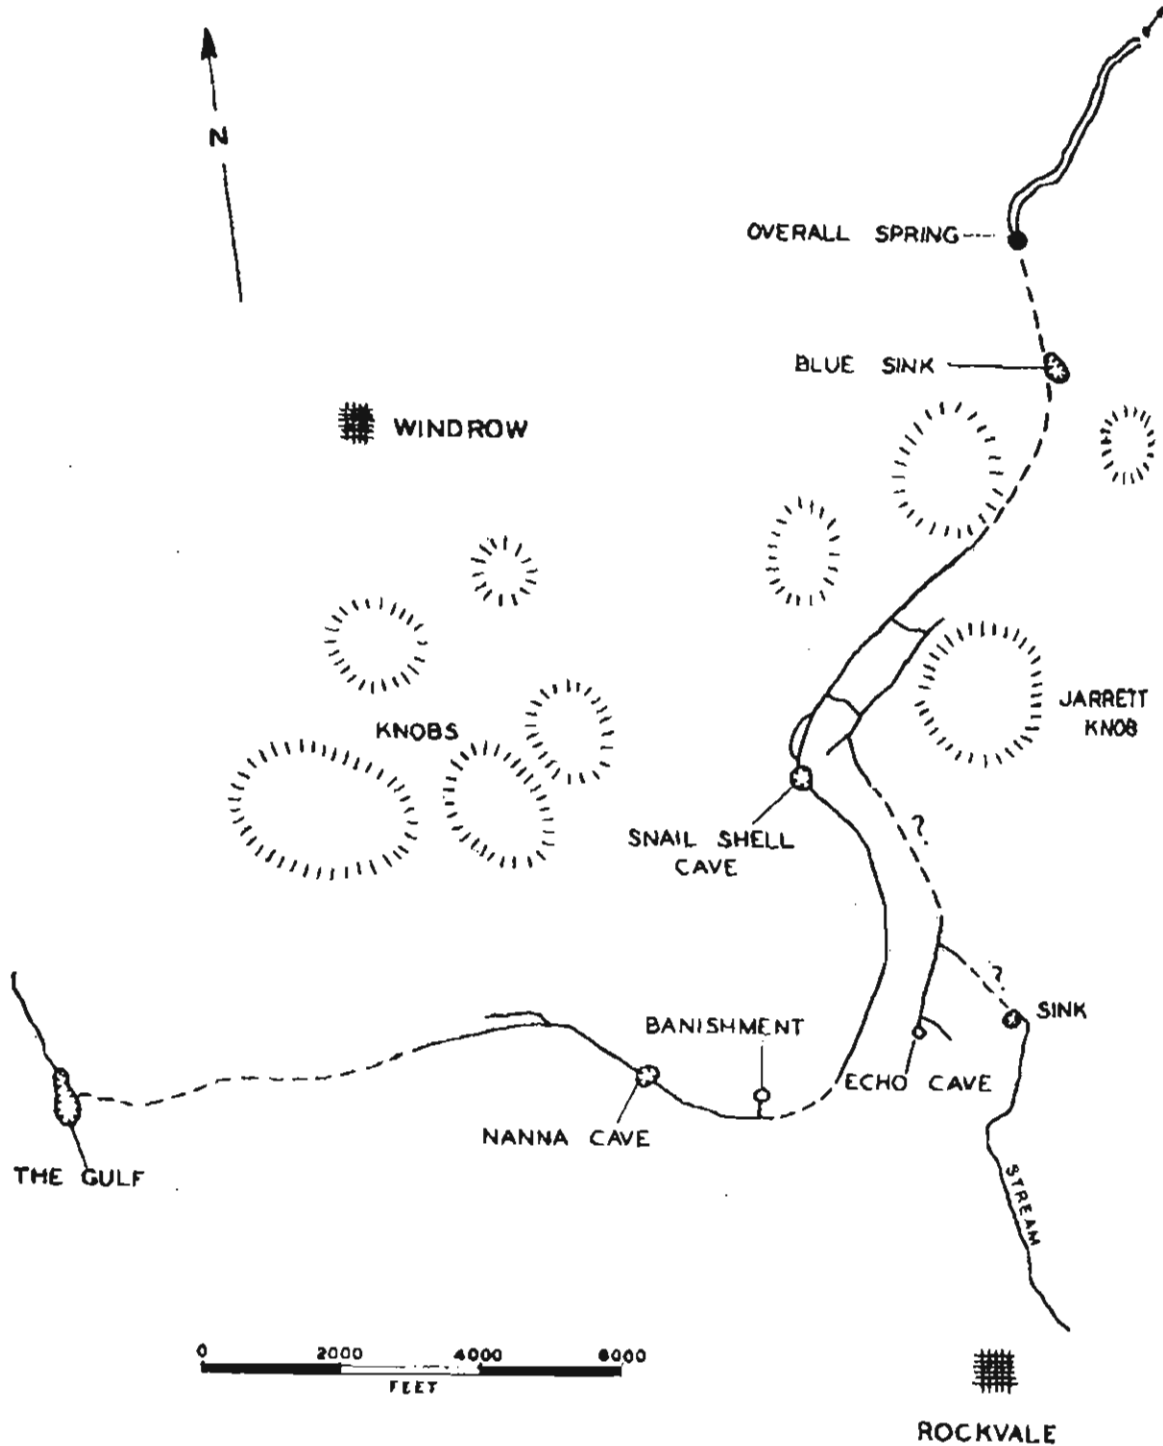 N
OVERALL SPRING
BLUE SINK
WINDROW
JARRETT
KNOB
KNOBS
SNAIL SHELL
CAVE
?
?
SINK
BANISHMENT
ECHO CAVE
NANNA CAVE
THE GULF
STREAM
0 2000 4000 6000
FEET
ROCKVALE